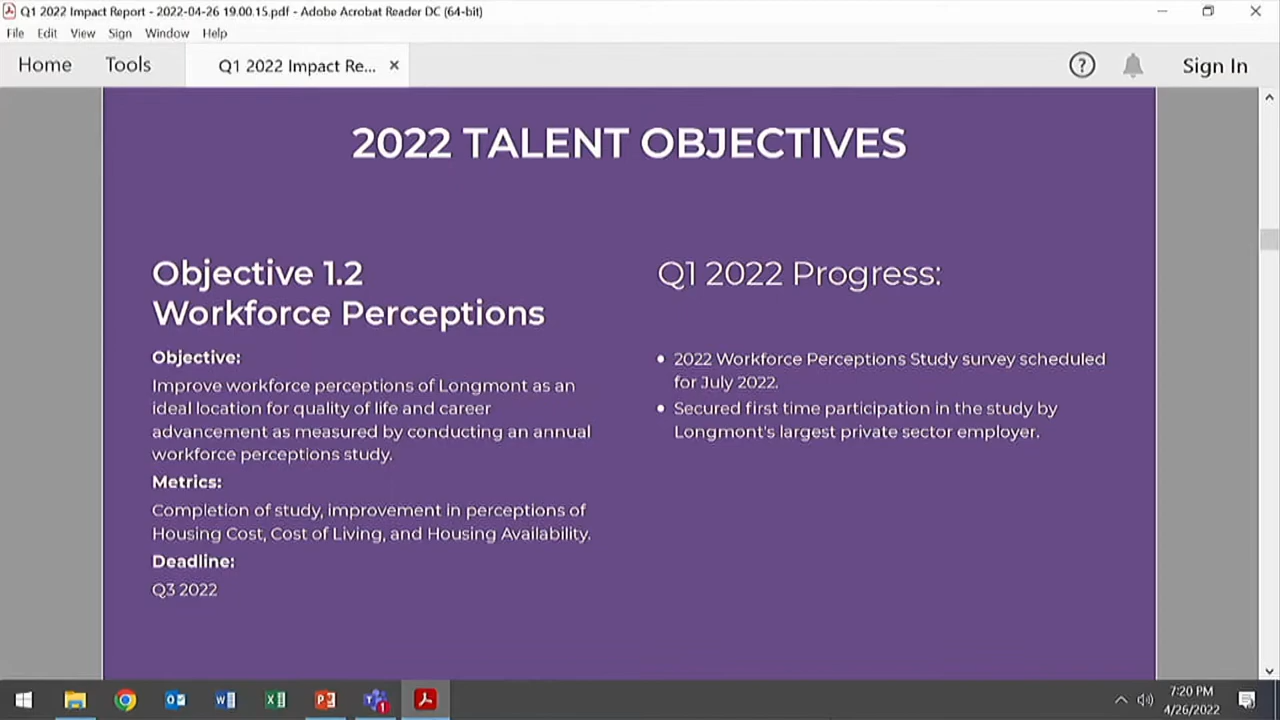 Q1 2022 Impact Report - 2022-04-26 19.00.15.pdf - Adobe Acrobat Reader DC (64-bit)
File Edit View Sign Window Help
Home Tools Q1 2022 Impact Re... Sign In
2022 TALENT OBJECTIVES
Objective 1.2
Workforce Perceptions
Objective:
Improve workforce perceptions of Longmont as an
ideal location for quality of life and career
advancement as measured by conducting an annual
workforce perceptions study.
Metrics:
Completion of study, improvement in perceptions of
Housing Cost, Cost of Living, and Housing Availability.
Deadline:
Q3 2022
Q1 2022 Progress:
• 2022 Workforce Perceptions Study survey scheduled
for July 2022.
• Secured first time participation in the study by
Longmont's largest private sector employer.
7:20 PM
4/26/2022